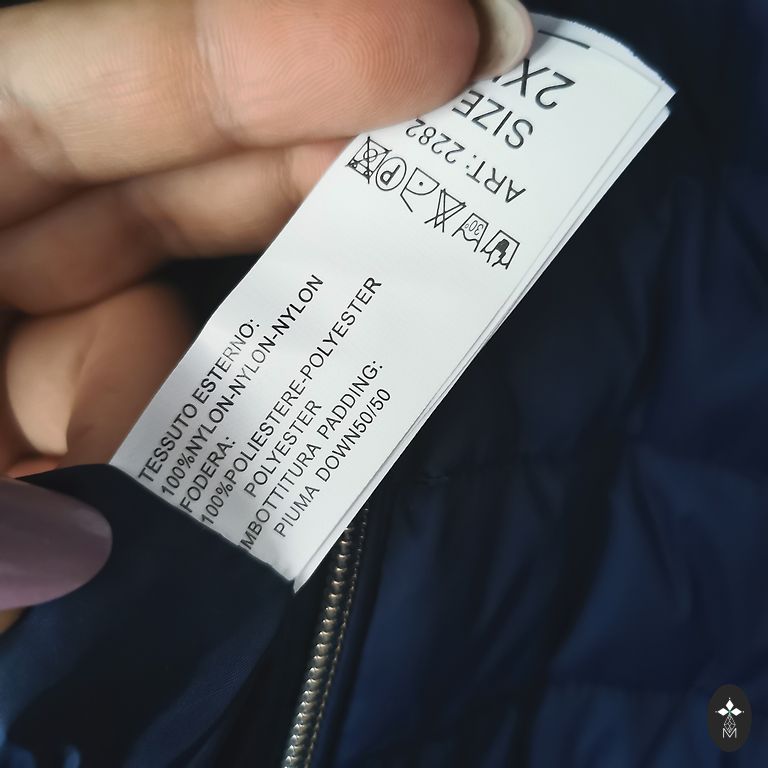 TESSUTO ESTERNO:
100%NYLON-NYLON-NYLON
FODERA:
100%POLIESTERE-POLYESTER
POLYESTER
MBOTTITURA PADDING:
PIUMA DOWN50/50
30°
P
ART: 2282
SIZE
2X
M